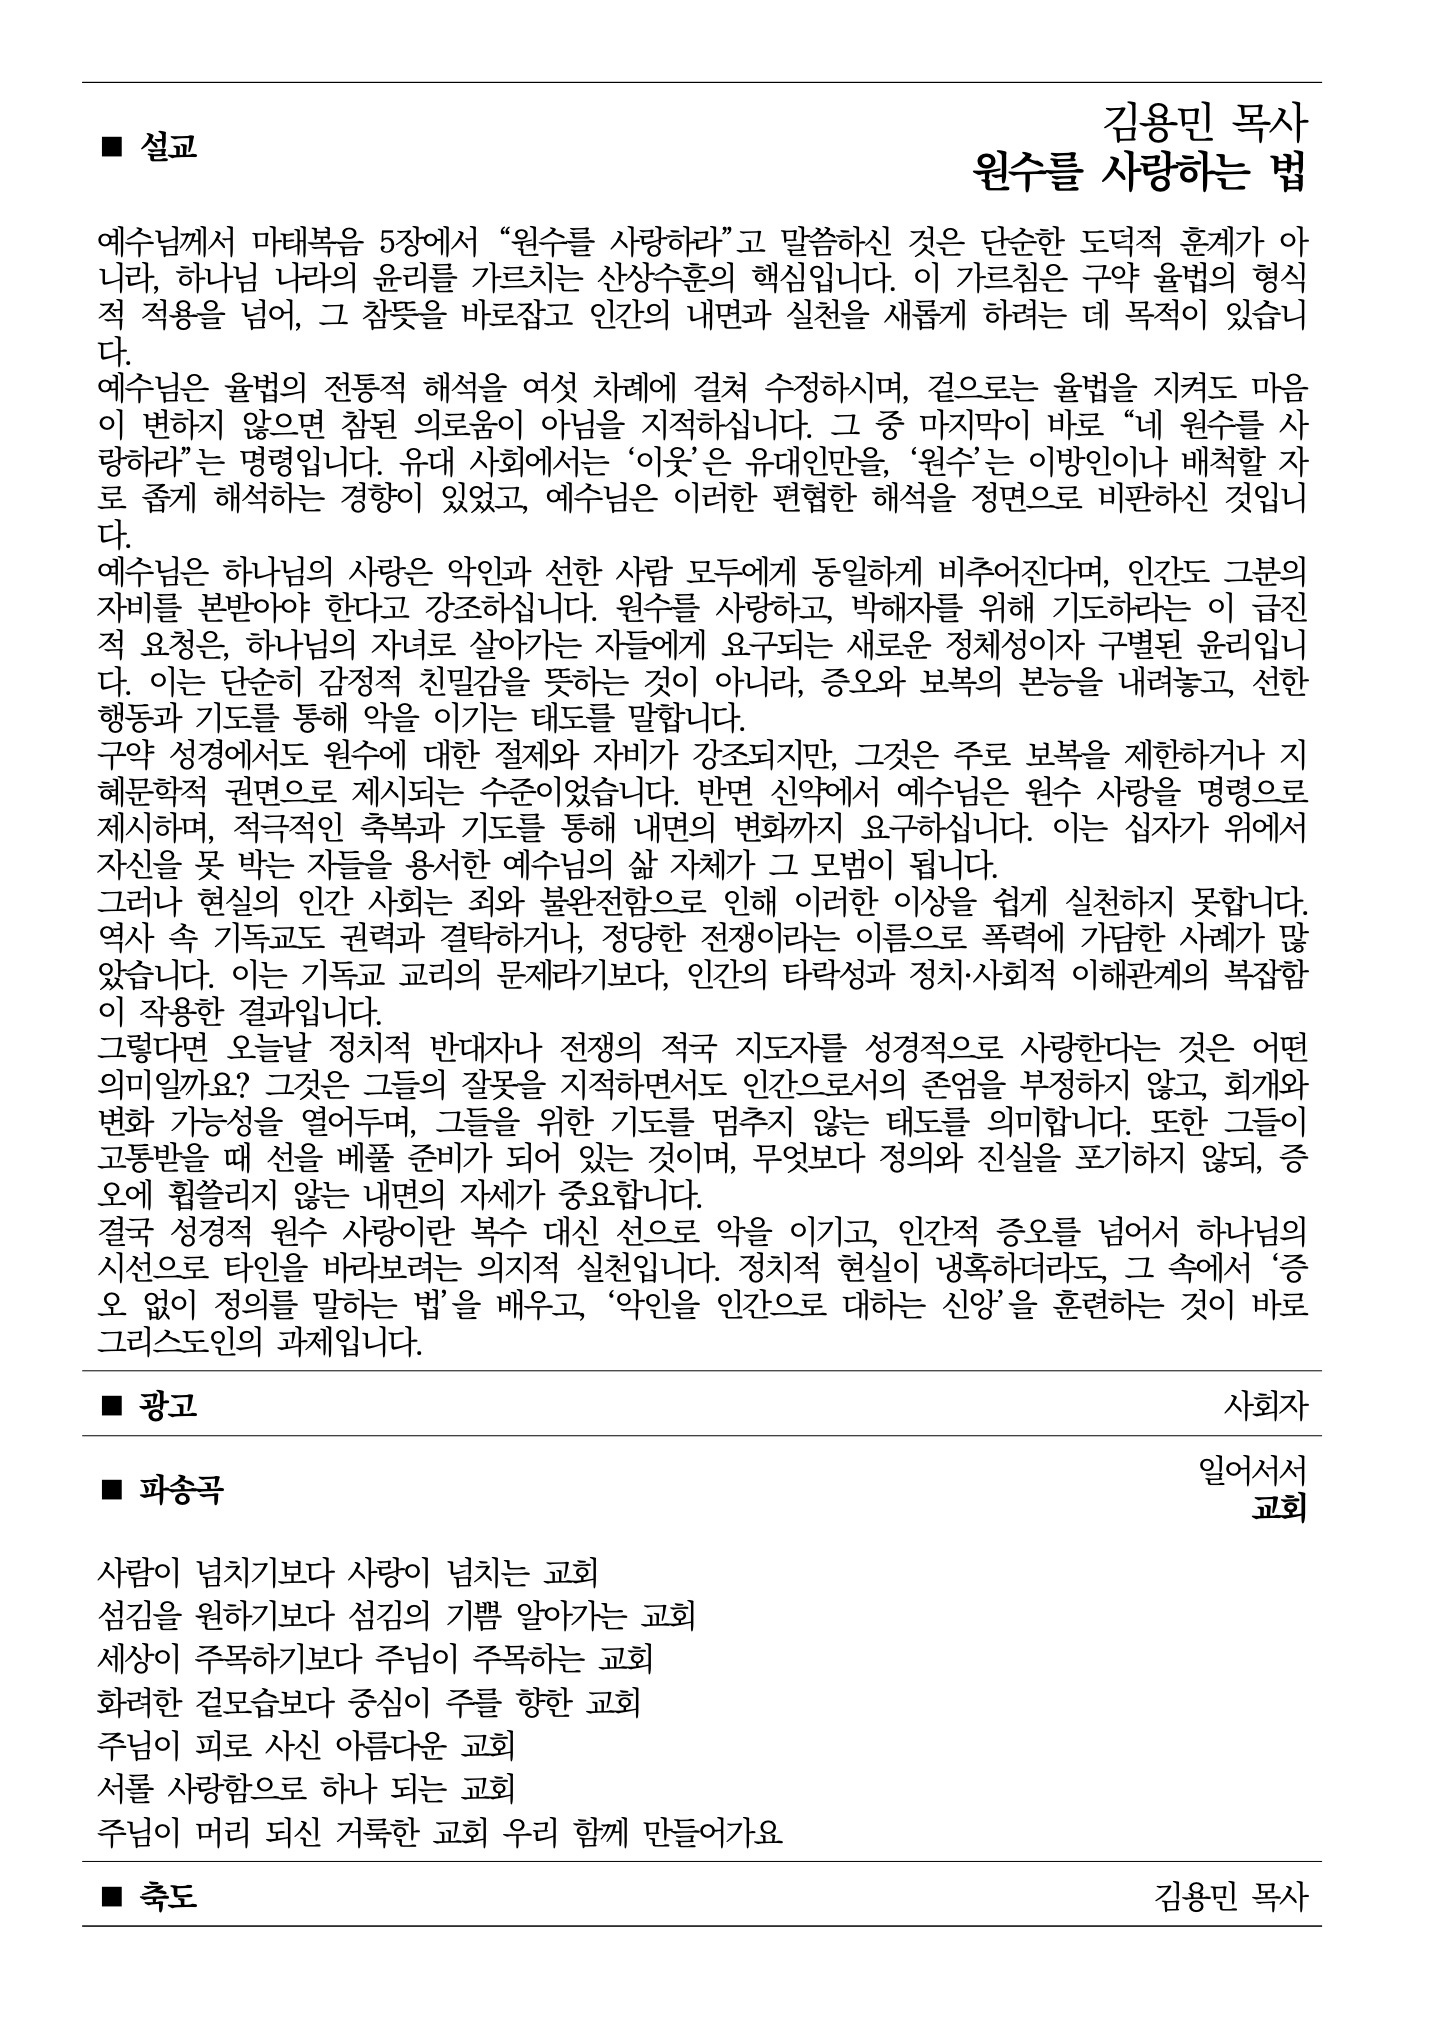 ■ 설교
김용민 목사
원수를 사랑하는 법
예수님께서 마태복음 5장에서 “원수를 사랑하라”고 말씀하신 것은 단순한 도덕적 훈계가 아
니라, 하나님 나라의 윤리를 가르치는 산상수훈의 핵심입니다. 이 가르침은 구약 율법의 형식
적 적용을 넘어, 그 참뜻을 바로잡고 인간의 내면과 실천을 새롭게 하려는 데 목적이 있습니
다.
예수님은 율법의 전통적 해석을 여섯 차례에 걸쳐 수정하시며, 겉으로는 율법을 지켜도 마음
이 변하지 않으면 참된 의로움이 아님을 지적하십니다. 그 중 마지막이 바로 “네 원수를 사
랑하라”는 명령입니다. 유대 사회에서는 ‘이웃’은 유대인만을, ‘원수’는 이방인이나 배척할 자
로 좁게 해석하는 경향이 있었고, 예수님은 이러한 편협한 해석을 정면으로 비판하신 것입니
다.
예수님은 하나님의 사랑은 악인과 선한 사람 모두에게 동일하게 비추어진다며, 인간도 그분의
자비를 본받아야 한다고 강조하십니다. 원수를 사랑하고, 박해자를 위해 기도하라는 이 급진
적 요청은, 하나님의 자녀로 살아가는 자들에게 요구되는 새로운 정체성이자 구별된 윤리입니
다. 이는 단순히 감정적 친밀감을 뜻하는 것이 아니라, 증오와 보복의 본능을 내려놓고, 선한
행동과 기도를 통해 악을 이기는 태도를 말합니다.
구약 성경에서도 원수에 대한 절제와 자비가 강조되지만, 그것은 주로 보복을 제한하거나 지
혜문학적 권면으로 제시되는 수준이었습니다. 반면 신약에서 예수님은 원수 사랑을 명령으로
제시하며, 적극적인 축복과 기도를 통해 내면의 변화까지 요구하십니다. 이는 십자가 위에서
자신을 못 박는 자들을 용서한 예수님의 삶 자체가 그 모범이 됩니다.
그러나 현실의 인간 사회는 죄와 불완전함으로 인해 이러한 이상을 쉽게 실천하지 못합니다.
역사 속 기독교도 권력과 결탁하거나, 정당한 전쟁이라는 이름으로 폭력에 가담한 사례가 많
았습니다. 이는 기독교 교리의 문제라기보다, 인간의 타락성과 정치·사회적 이해관계의 복잡함
이 작용한 결과입니다.
그렇다면 오늘날 정치적 반대자나 전쟁의 적국 지도자를 성경적으로 사랑한다는 것은 어떤
의미일까요? 그것은 그들의 잘못을 지적하면서도 인간으로서의 존엄을 부정하지 않고, 회개와
변화 가능성을 열어두며, 그들을 위한 기도를 멈추지 않는 태도를 의미합니다. 또한 그들이
고통받을 때 선을 베풀 준비가 되어 있는 것이며, 무엇보다 정의와 진실을 포기하지 않되, 증
오에 휩쓸리지 않는 내면의 자세가 중요합니다.
결국 성경적 원수 사랑이란 복수 대신 선으로 악을 이기고, 인간적 증오를 넘어서 하나님의
시선으로 타인을 바라보려는 의지적 실천입니다. 정치적 현실이 냉혹하더라도, 그 속에서 ‘증
오 없이 정의를 말하는 법’을 배우고, ‘악인을 인간으로 대하는 신앙’을 훈련하는 것이 바로
그리스도인의 과제입니다.
■ 광고 사회자
■ 파송곡
일어서서
교회
사람이 넘치기보다 사랑이 넘치는 교회
섬김을 원하기보다 섬김의 기쁨 알아가는 교회
세상이 주목하기보다 주님이 주목하는 교회
화려한 겉모습보다 중심이 주를 향한 교회
주님이 피로 사신 아름다운 교회
서롤 사랑함으로 하나 되는 교회
주님이 머리 되신 거룩한 교회 우리 함께 만들어가요
■ 축도 김용민 목사